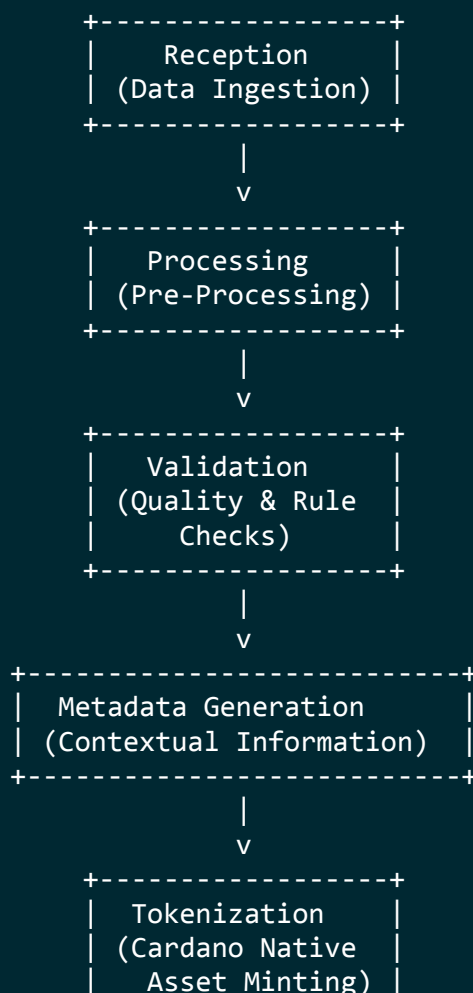 +------------------+
|    Reception     |
| (Data Ingestion) |
+------------------+
|
v
+------------------+
|   Processing     |
| (Pre-Processing) |
+------------------+
|
v
+------------------+
|   Validation     |
| (Quality & Rule  |
|     Checks)      |
+------------------+
|
v
+---------------------------+
|  Metadata Generation      |
| (Contextual Information)  |
+---------------------------+
|
v
+------------------+
|  Tokenization    |
| (Cardano Native  |
|   Asset Minting) |